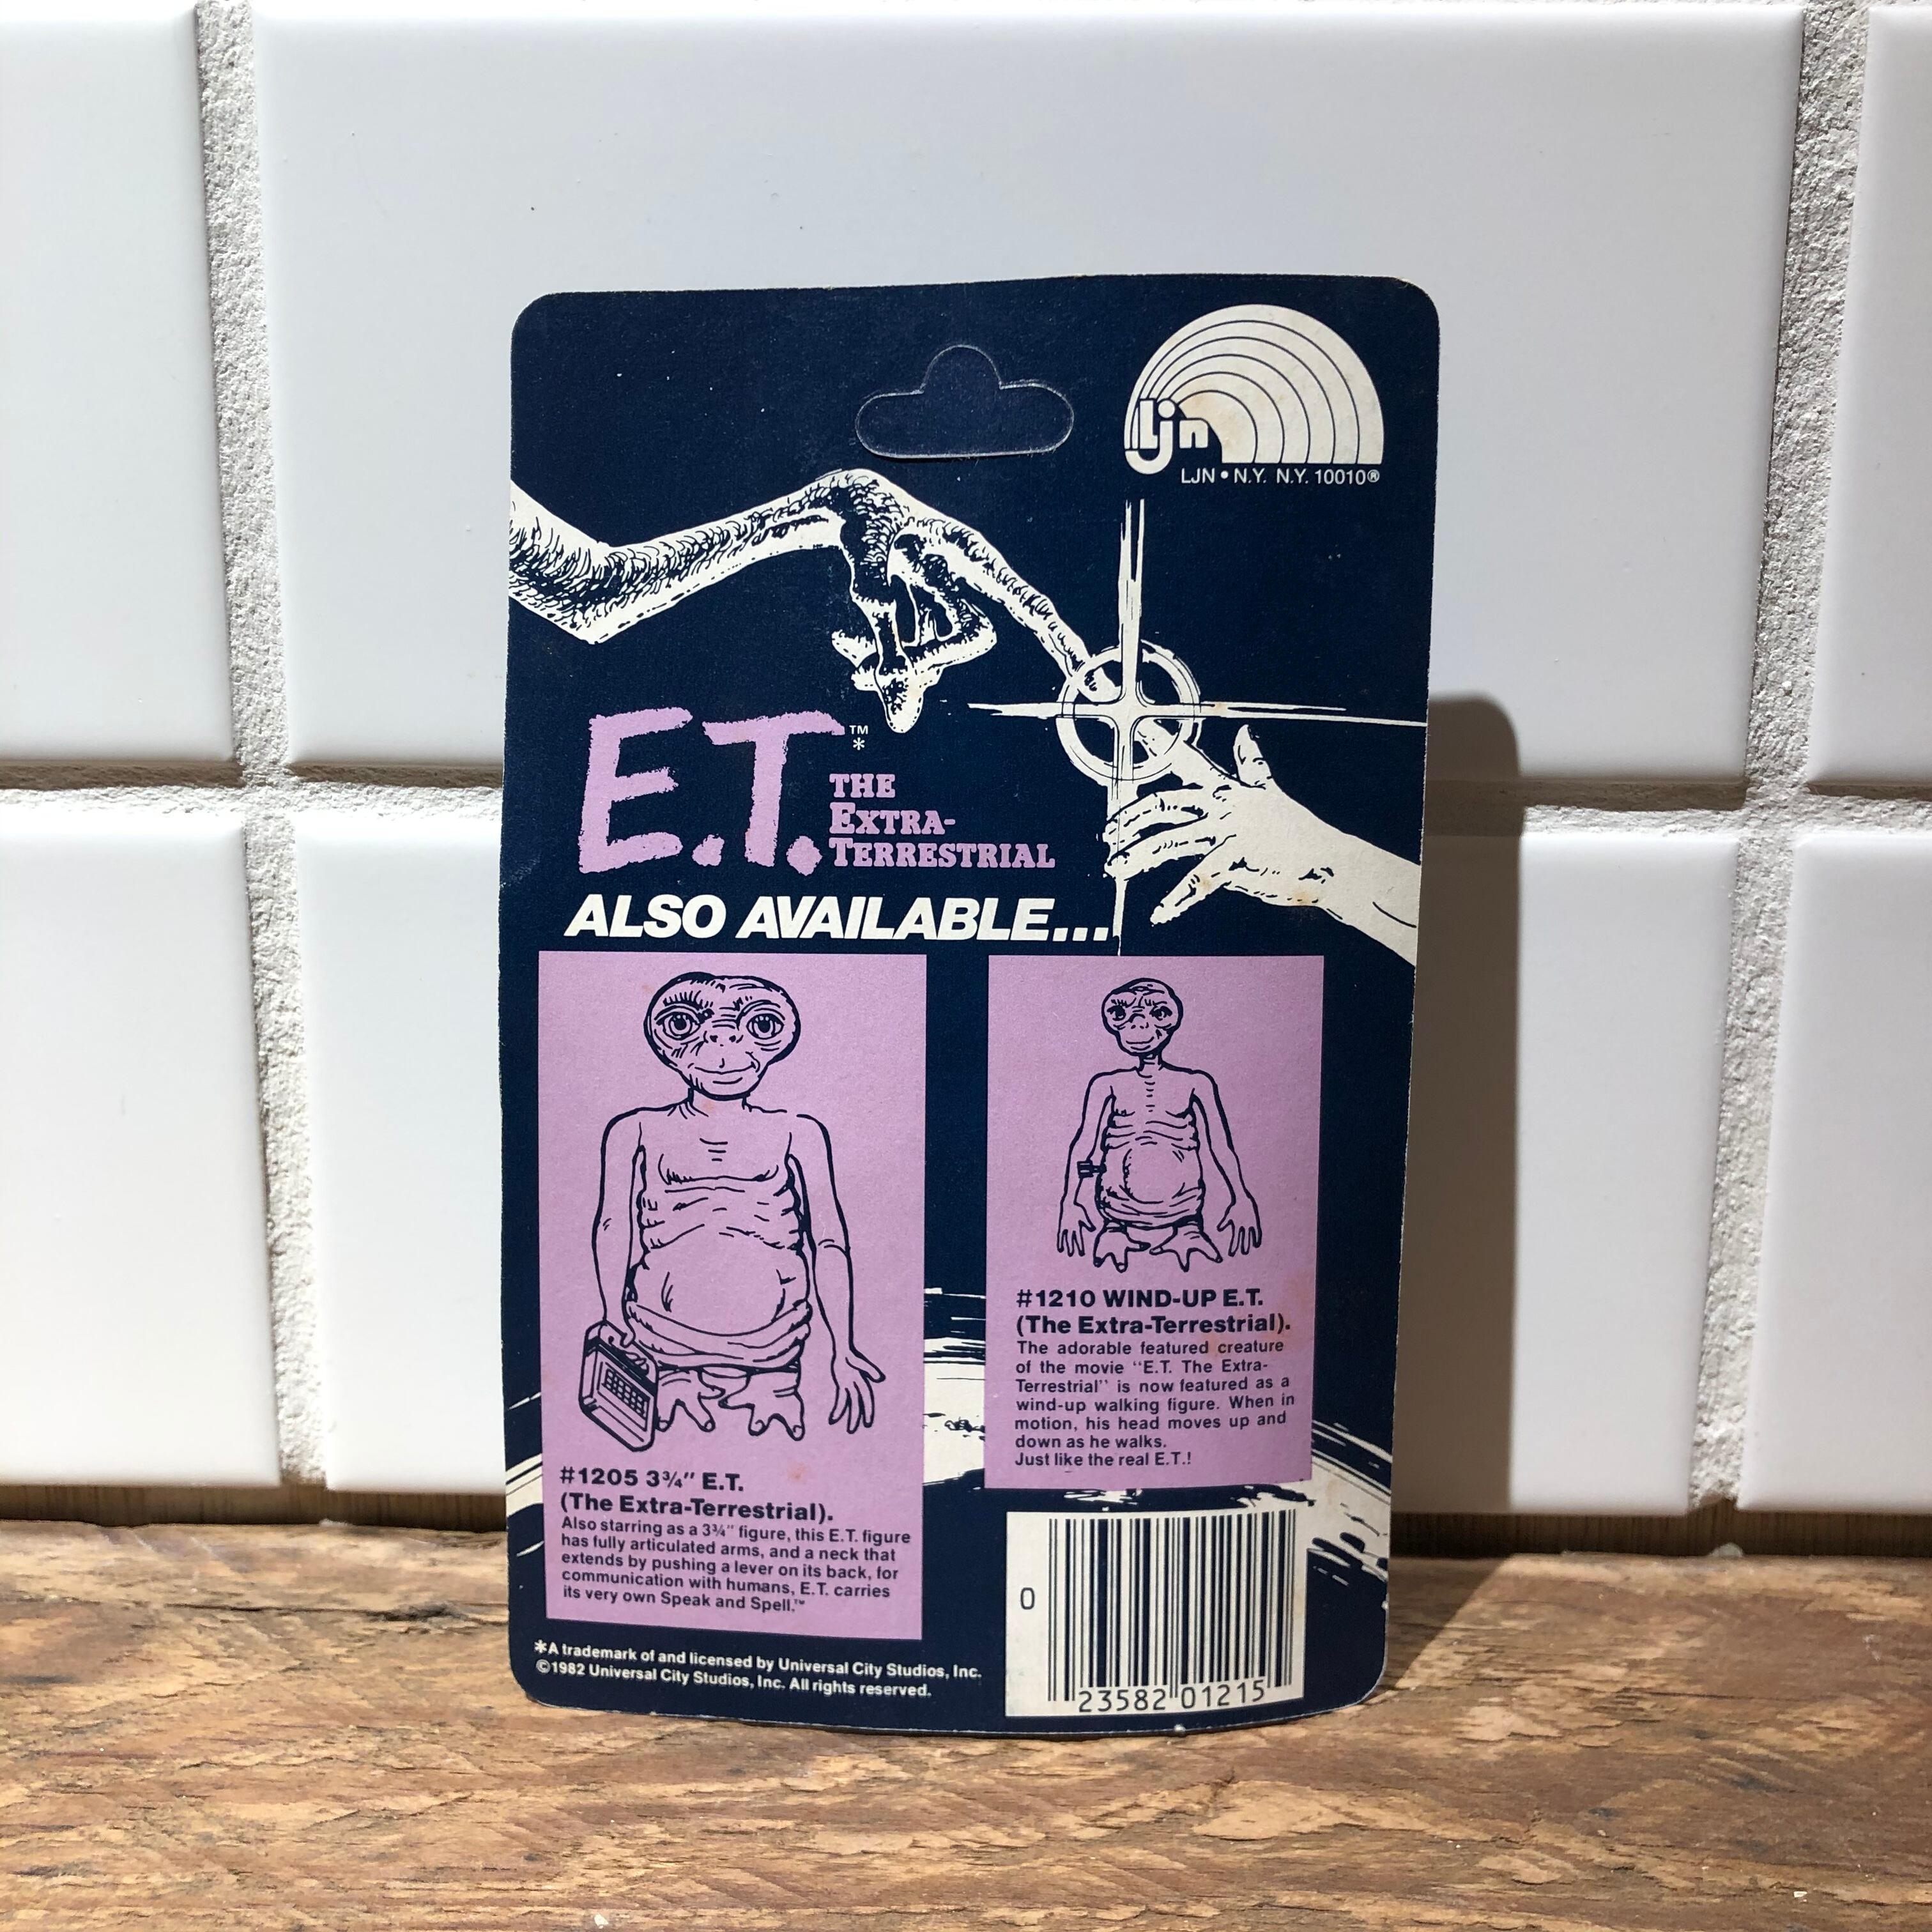 ljn
LJN • N.Y. N.Y. 10010®
E.T.™*
THE
EXTRA-
TERRESTRIAL
ALSO AVAILABLE...
#1205 3¾" E.T.
(The Extra-Terrestrial).
Also starring as a 3¾" figure, this E.T. figure
has fully articulated arms, and a neck that
extends by pushing a lever on its back, for
communication with humans, E.T. carries
its very own Speak and Spell.™
#1210 WIND-UP E.T.
(The Extra-Terrestrial).
The adorable featured creature
of the movie "E.T. The Extra-
Terrestrial" is now featured as a
wind-up walking figure. When in
motion, his head moves up and
down as he walks.
Just like the real E.T.!
*A trademark of and licensed by Universal City Studios, Inc.
©1982 Universal City Studios, Inc. All rights reserved.
0 23582 01215